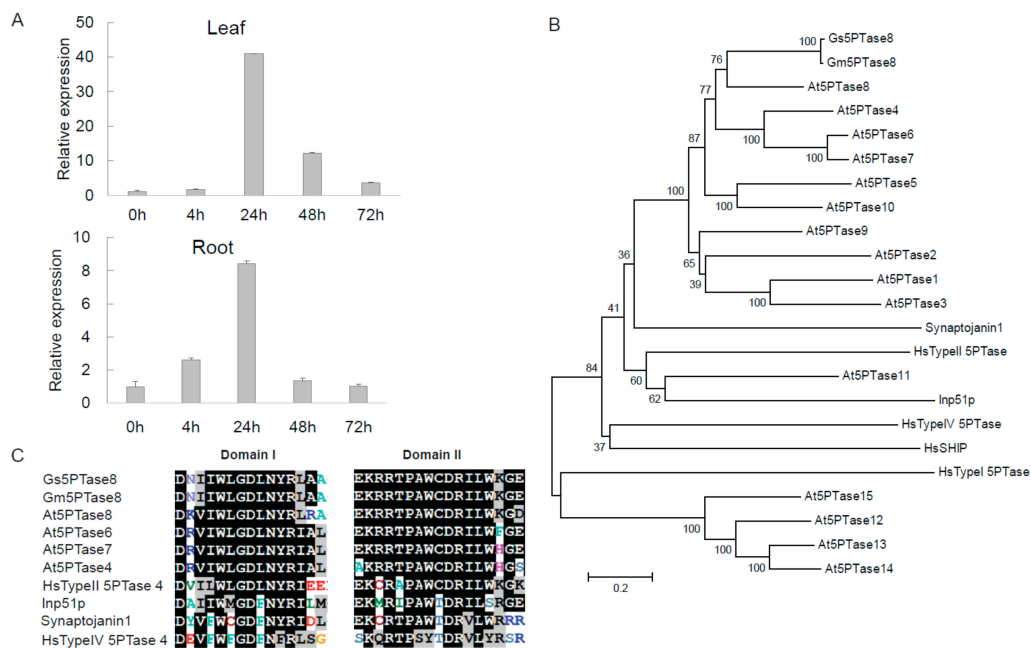 A
Leaf
Relative expression
50
40
30
20
10
0
0h 4h 24h 48h 72h
Root
Relative expression
10
8
6
4
2
0
0h 4h 24h 48h 72h
B
Gs5PTase8
Gm5PTase8
At5PTase8
At5PTase4
At5PTase6
At5PTase7
At5PTase5
At5PTase10
At5PTase9
At5PTase2
At5PTase1
At5PTase3
Synaptojanin1
HsTypeII 5PTase
At5PTase11
Inp51p
HsTypeIV 5PTase
HsSHIP
HsTypeI 5PTase
At5PTase15
At5PTase12
At5PTase13
At5PTase14
100
76
77
100
100
87
100
100
65
39
100
36
41
60
62
84
37
100
100
100
0.2
C
Domain I Domain II
Gs5PTase8 DNIIWLGDLNYRLAA EKRRTPAWCDRILWKGE
Gm5PTase8 DNIIWLGDLNYRLAA EKRRTPAWCDRILWKGE
At5PTase8 DKVIWLGDLNYRLRA EKRRTPAWCDRILWKGD
At5PTase6 DRVIWLGDLNYRIAL EKRRTPAWCDRILWFGE
At5PTase7 DRVIWLGDLNYRIAL EKRRTPAWCDRILWHGE
At5PTase4 DRVIWLGDLNYRIAL AKRRTPAWCDRILWHGS
HsTypeII 5PTase 4 DVIIWLGDLNYRIEE EKCRAPAWCDRILWKGK
Inp51p DAIIWMGDFNYRILM EKMRIPAWTDRILSRGE
Synaptojanin1 DYVFWCGDFNYRIDL EKCRTPAWTDRVLWRRR
HsTypeIV 5PTase 4 DEVFWFGDFNFRLSG SKQRTPSYTDRVLYRSR